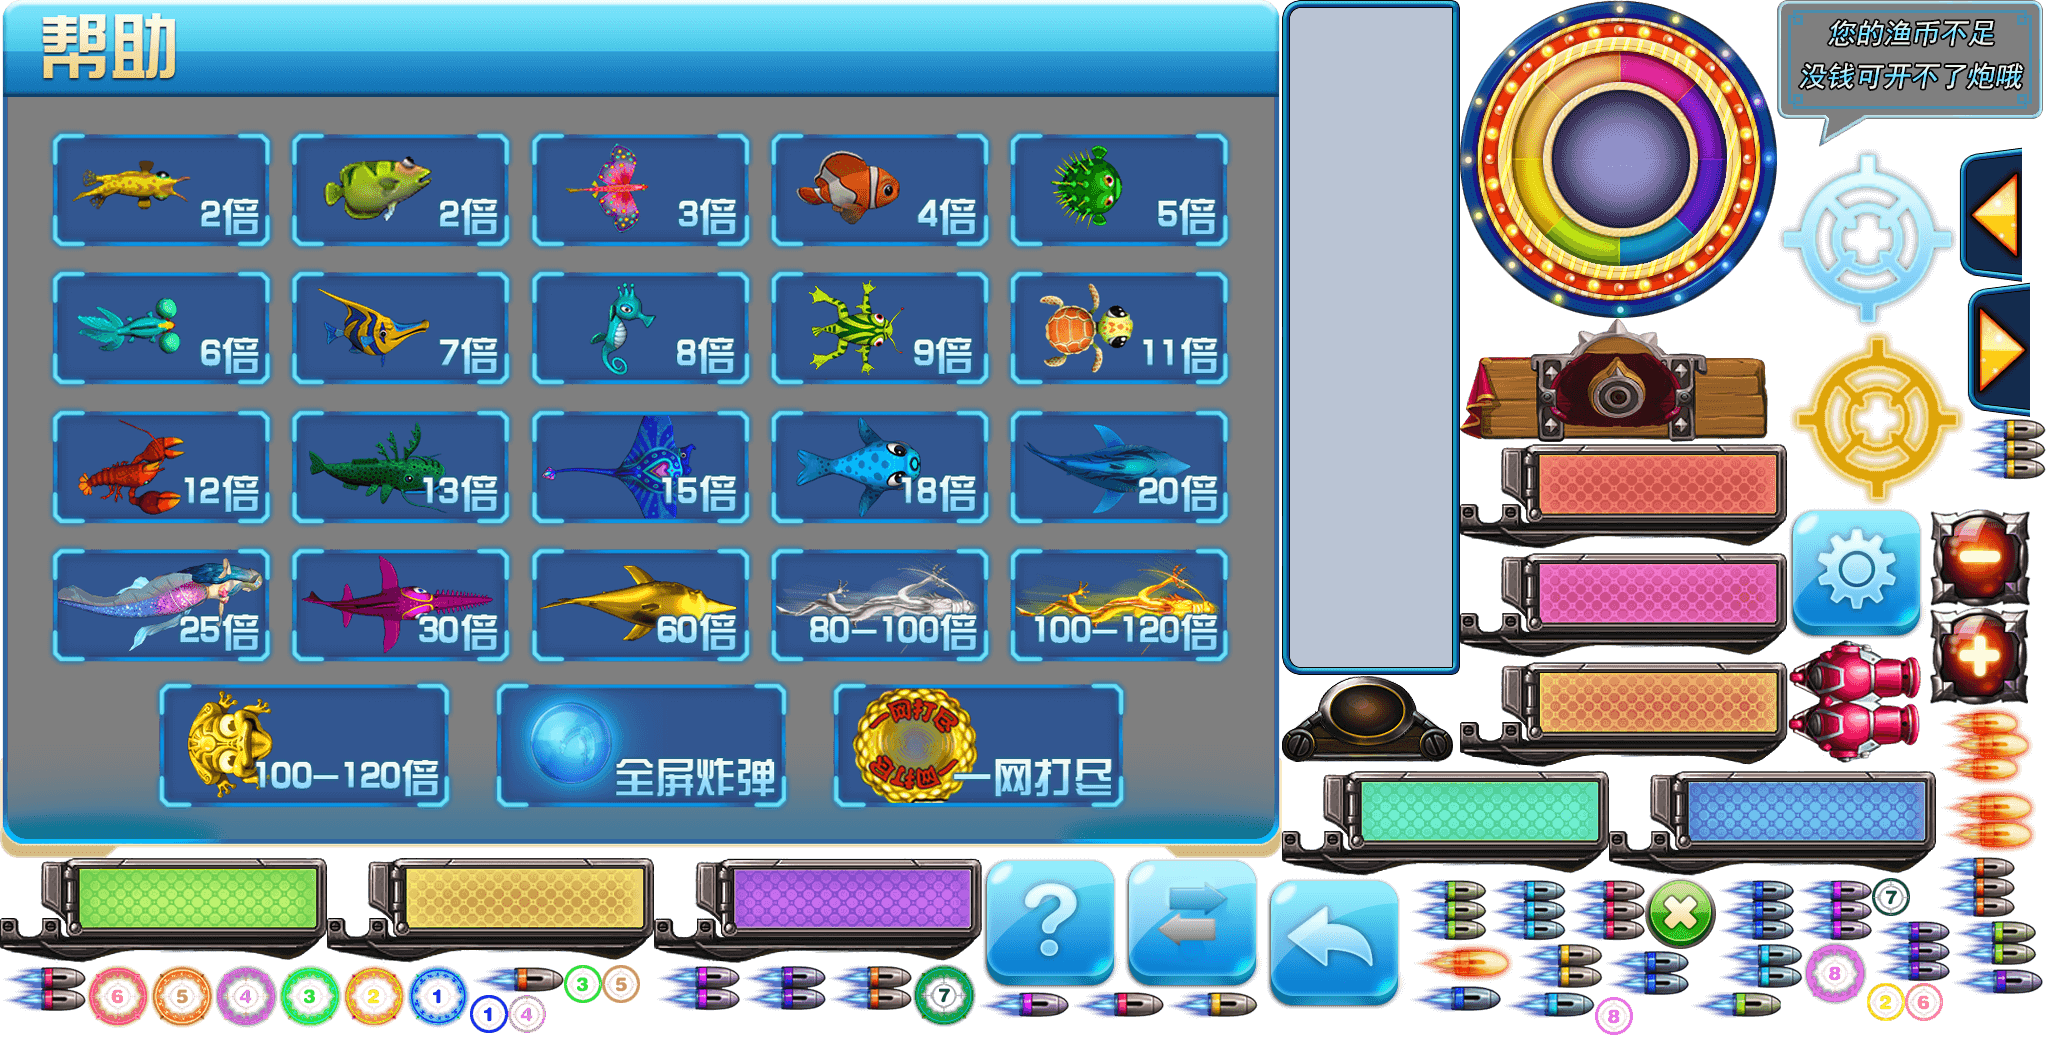 帮助
您的渔币不足
没钱可开不了炮哦
2倍
2倍
3倍
4倍
5倍
6倍
7倍
8倍
9倍
11倍
12倍
13倍
15倍
18倍
20倍
25倍
30倍
60倍
80-100倍
100-120倍
100-120倍
全屏炸弹
一网打尽
一网打尽
一网打尽
?
7
6
5
4
3
2
1
3
5
1
4
7
8
8
2
6